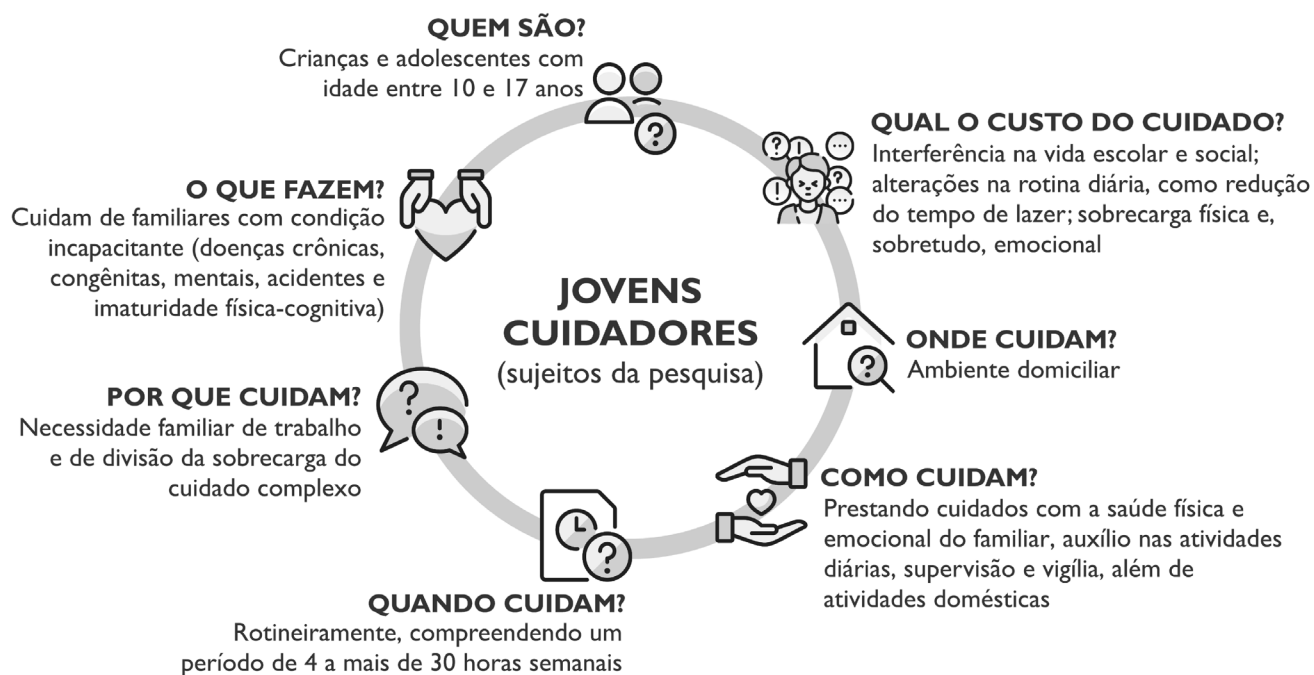 QUEM SÃO?
Crianças e adolescentes com
idade entre 10 e 17 anos
QUAL O CUSTO DO CUIDADO?
Interferência na vida escolar e social;
alterações na rotina diária, como redução
do tempo de lazer; sobrecarga física e,
sobretudo, emocional
O QUE FAZEM?
Cuidam de familiares com condição
incapacitante (doenças crônicas,
congênitas, mentais, acidentes e
imaturidade física-cognitiva)
JOVENS
CUIDADORES
(sujeitos da pesquisa)
ONDE CUIDAM?
Ambiente domiciliar
POR QUE CUIDAM?
Necessidade familiar de trabalho
e de divisão da sobrecarga do
cuidado complexo
COMO CUIDAM?
Prestando cuidados com a saúde física e
emocional do familiar, auxílio nas atividades
diárias, supervisão e vigília, além de
atividades domésticas
QUANDO CUIDAM?
Rotineiramente, compreendendo um
período de 4 a mais de 30 horas semanais